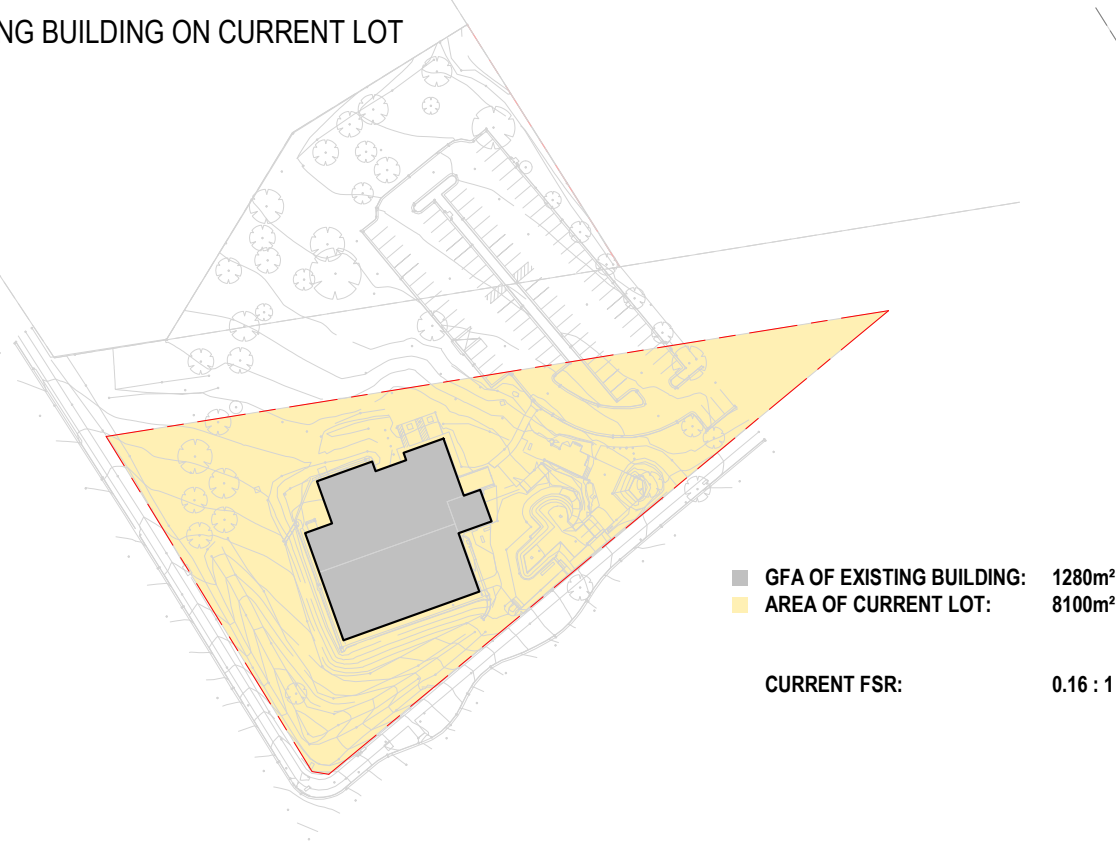 NG BUILDING ON CURRENT LOT
GFA OF EXISTING BUILDING: 1280m²
AREA OF CURRENT LOT: 8100m²
CURRENT FSR: 0.16 : 1